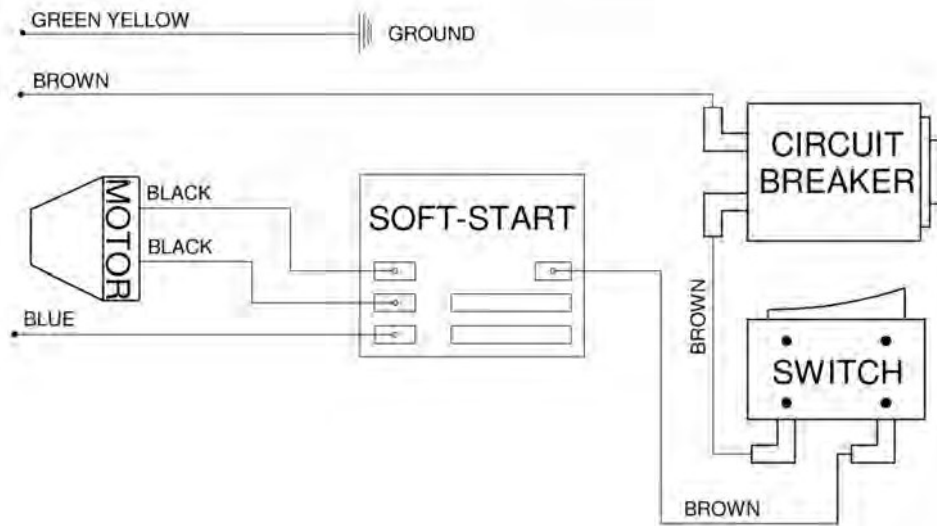 GREEN YELLOW
GROUND
BROWN
CIRCUIT
BREAKER
MOTOR
BLACK
BLACK
SOFT-START
BLUE
BROWN
SWITCH
BROWN